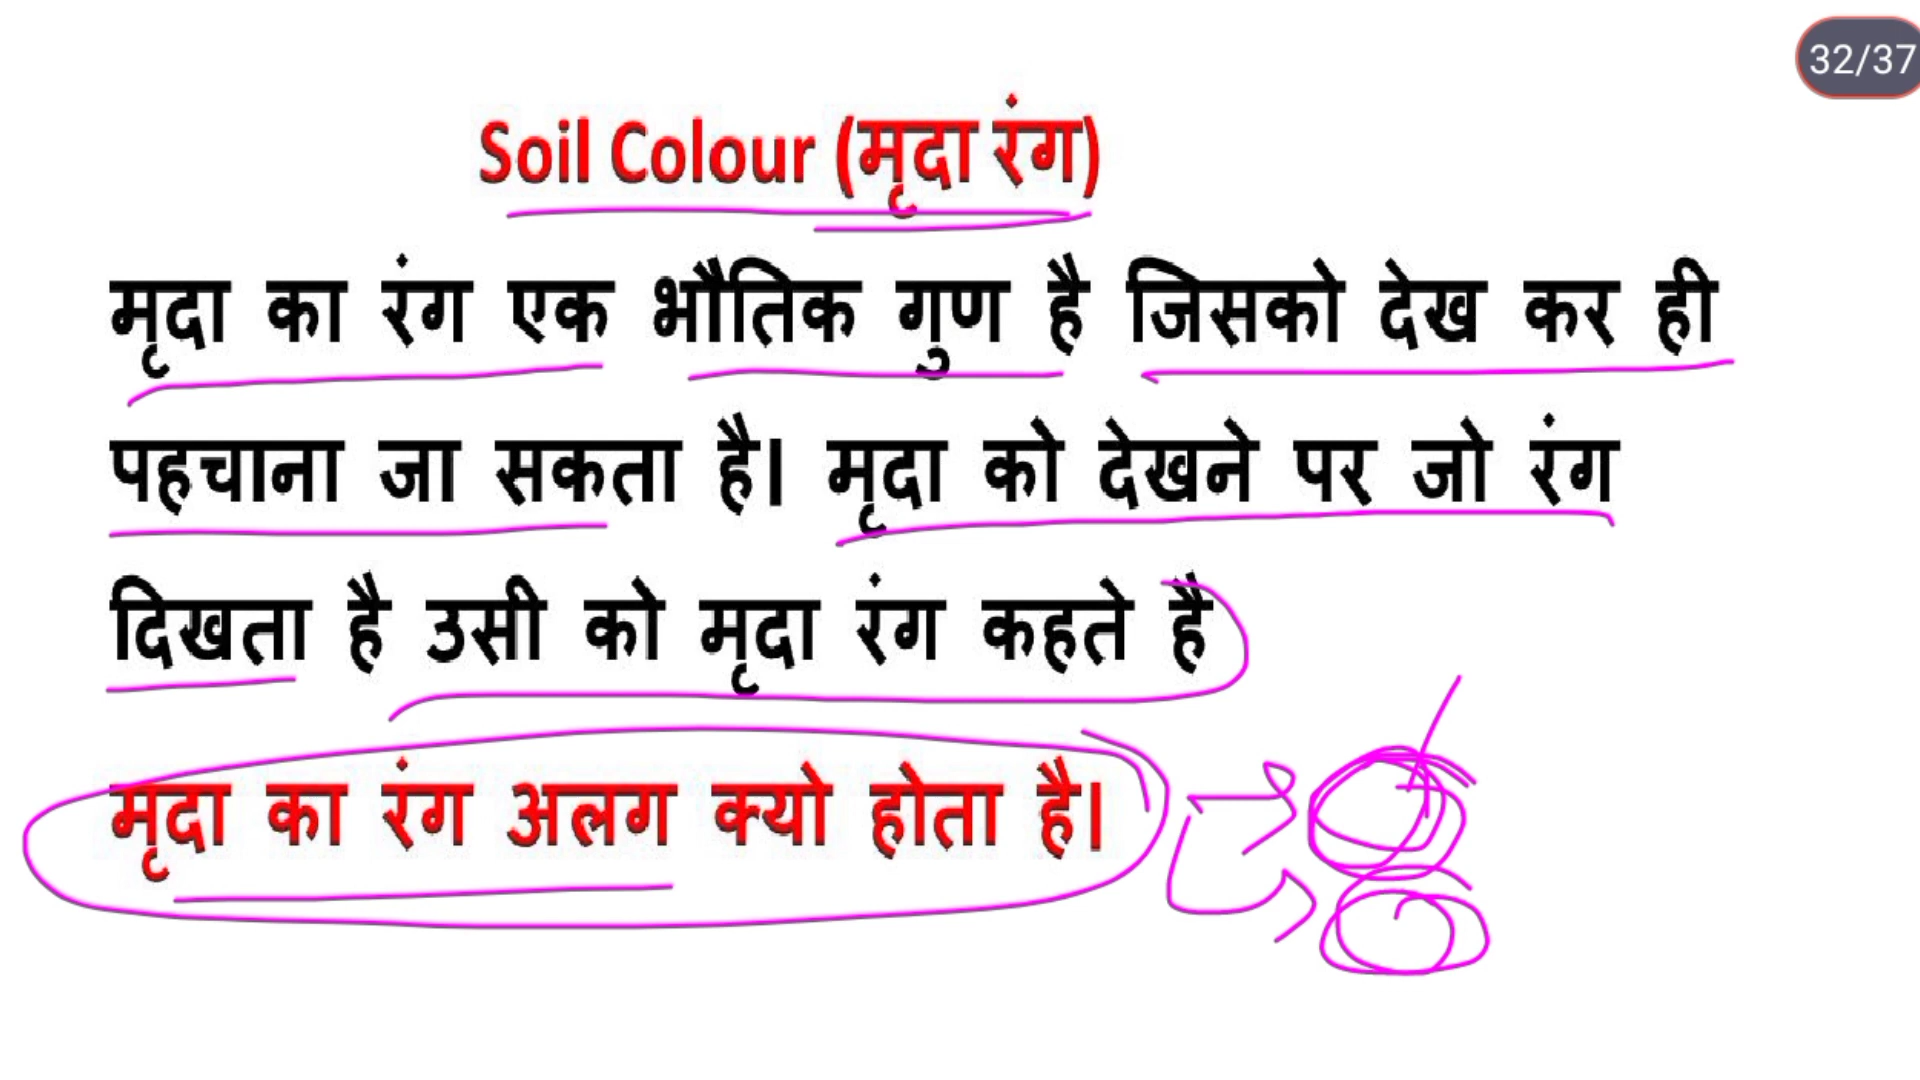 32/37
Soil Colour (मृदा रंग)
मृदा का रंग एक भौतिक गुण है जिसको देख कर ही
पहचाना जा सकता है। मृदा को देखने पर जो रंग
दिखता है उसी को मृदा रंग कहते है
मृदा का रंग अलग क्यो होता है।